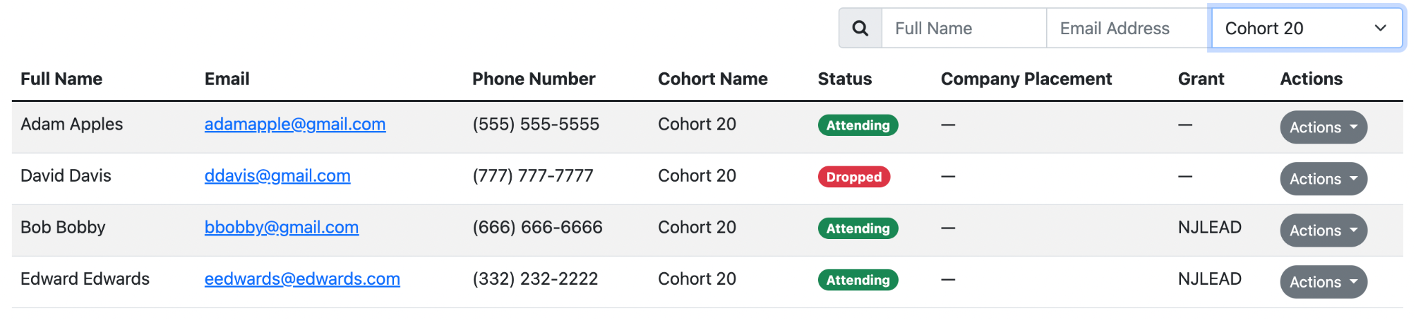 Full Name Email Address Cohort 20
Full Name Email Phone Number Cohort Name Status Company Placement Grant Actions
Adam Apples adamapple@gmail.com (555) 555-5555 Cohort 20 Attending — — Actions
David Davis ddavis@gmail.com (777) 777-7777 Cohort 20 Dropped — — Actions
Bob Bobby bbobby@gmail.com (666) 666-6666 Cohort 20 Attending — NJLEAD Actions
Edward Edwards eedwards@edwards.com (332) 232-2222 Cohort 20 Attending — NJLEAD Actions